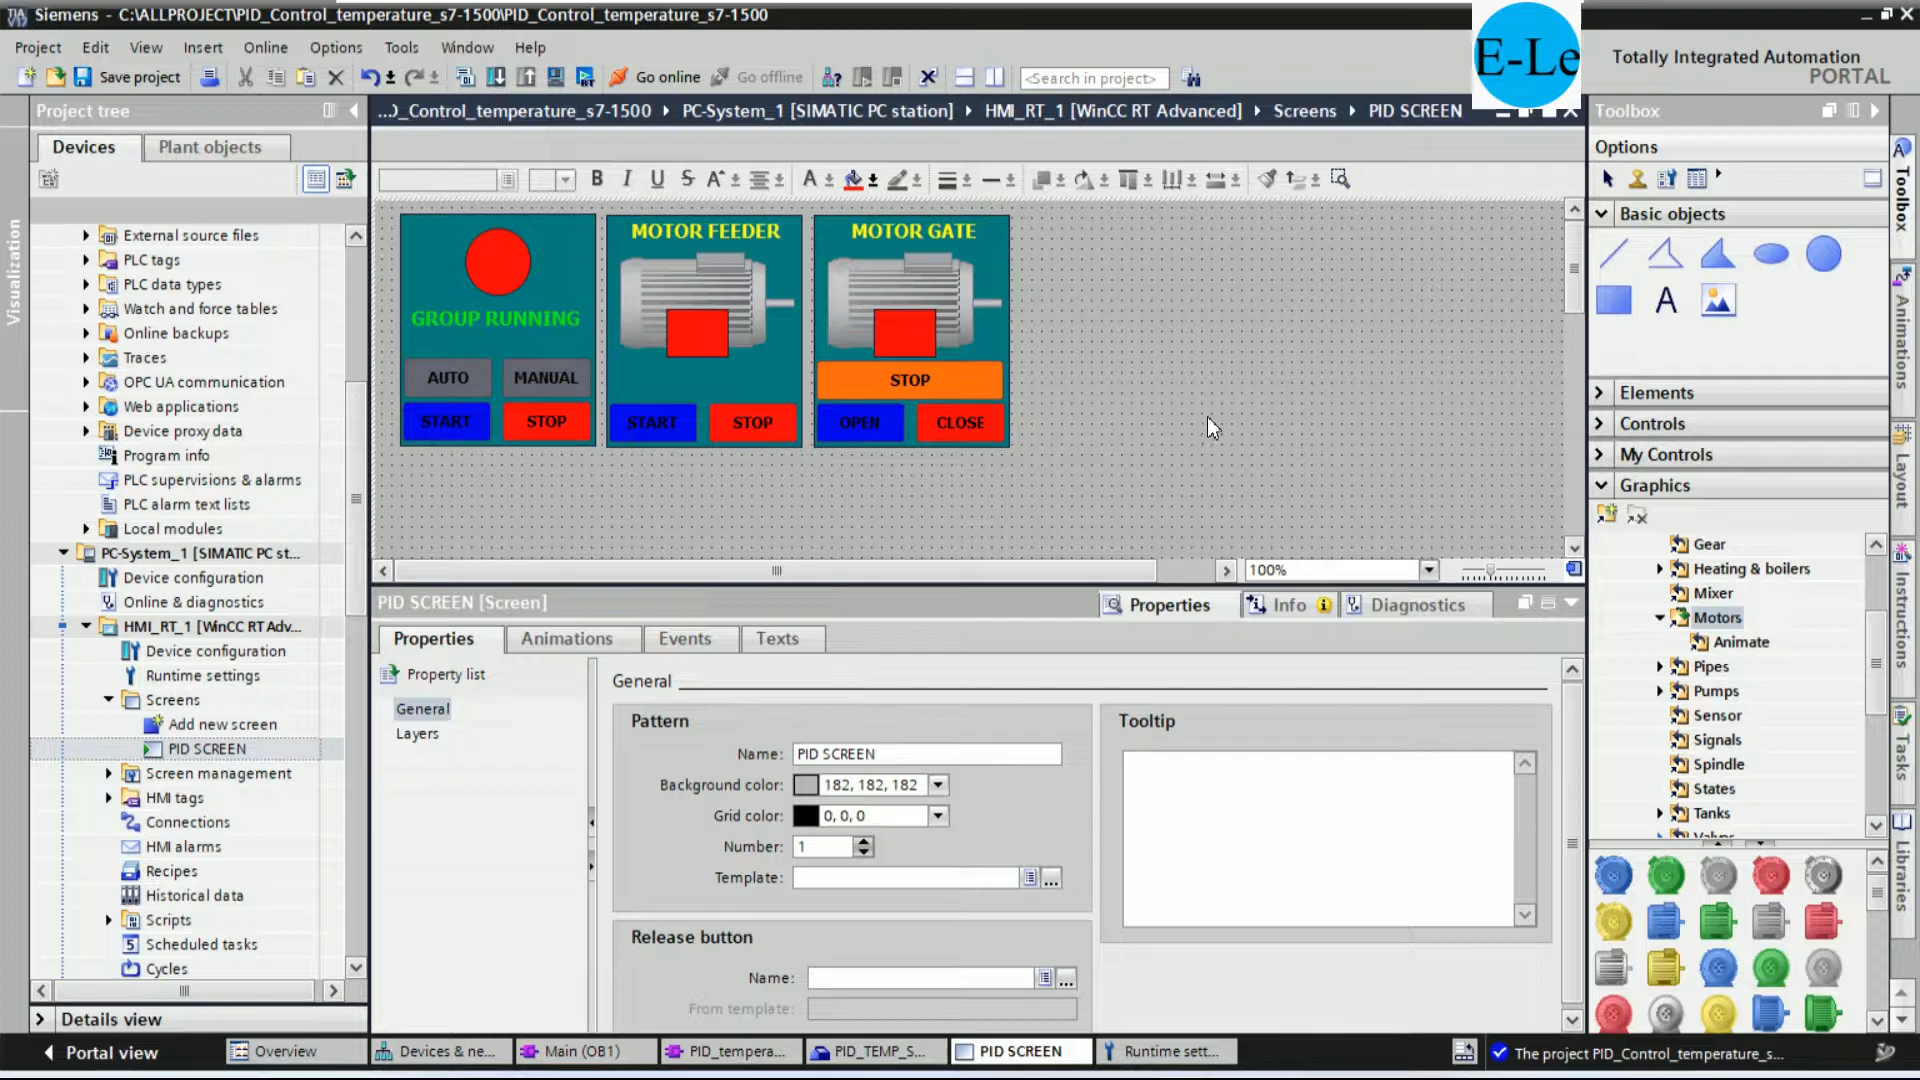 Siemens - C:\ALLPROJECT\PID_Control_temperature_s7-1500\PID_Control_temperature_s7-1500
Project Edit View Insert Online Options Tools Window Help
Save project
Go online
Go offline
<Search in project>
E-Le
Totally Integrated Automation
PORTAL
Project tree
..._Control_temperature_s7-1500 PC-System_1 [SIMATIC PC station] HMI_RT_1 [WinCC RT Advanced] Screens PID SCREEN
Toolbox
Devices
Plant objects
Options
Visualization
External source files
PLC tags
PLC data types
Watch and force tables
Online backups
Traces
OPC UA communication
Web applications
Device proxy data
Program info
PLC supervisions & alarms
PLC alarm text lists
Local modules
PC-System_1 [SIMATIC PC st...
Device configuration
Online & diagnostics
HMI_RT_1 [WinCC RT Adv...
Device configuration
Runtime settings
Screens
Add new screen
PID SCREEN
Screen management
HMI tags
Connections
HMI alarms
Recipes
Historical data
Scripts
Scheduled tasks
Cycles
Details view
B I U S A
A
GROUP RUNNING
AUTO MANUAL
START STOP
MOTOR FEEDER
START STOP
MOTOR GATE
STOP
OPEN CLOSE
100%
PID SCREEN [Screen]
Properties
Info
Diagnostics
Properties Animations Events Texts
Property list
General
Layers
General
Pattern
Name: PID SCREEN
Background color: 182, 182, 182
Grid color: 0, 0, 0
Number: 1
Template:
Tooltip
Release button
Name:
From template:
Basic objects
A
Elements
Controls
My Controls
Graphics
Gear
Heating & boilers
Mixer
Motors
Animate
Pipes
Pumps
Sensor
Signals
Spindle
States
Tanks
Toolbox
Animations
Layout
Instructions
Tasks
Libraries
Portal view
Overview
Devices & ne...
Main (OB1)
PID_tempera...
PID_TEMP_S...
PID SCREEN
Runtime sett...
The project PID_Control_temperature_s...